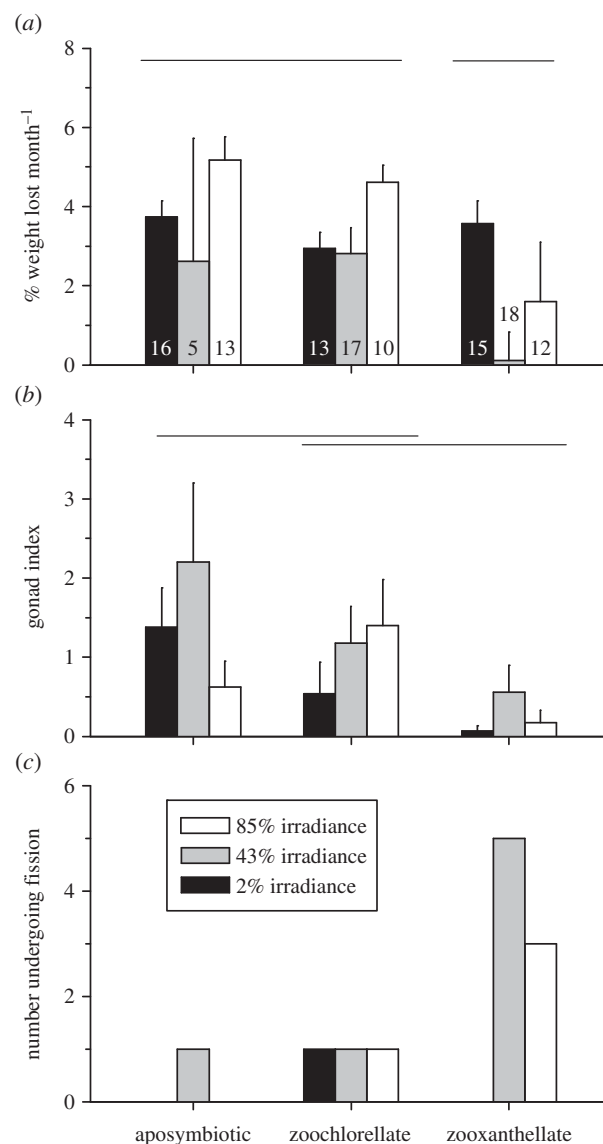 (a)
8
6
4
2
0
% weight lost month⁻¹
16 5 13 13 17 10 15 18 12
(b)
4
3
2
1
0
gonad index
(c)
6
4
2
0
number undergoing fission
85% irradiance
43% irradiance
2% irradiance
aposymbiotic zoochlorellate zooxanthellate